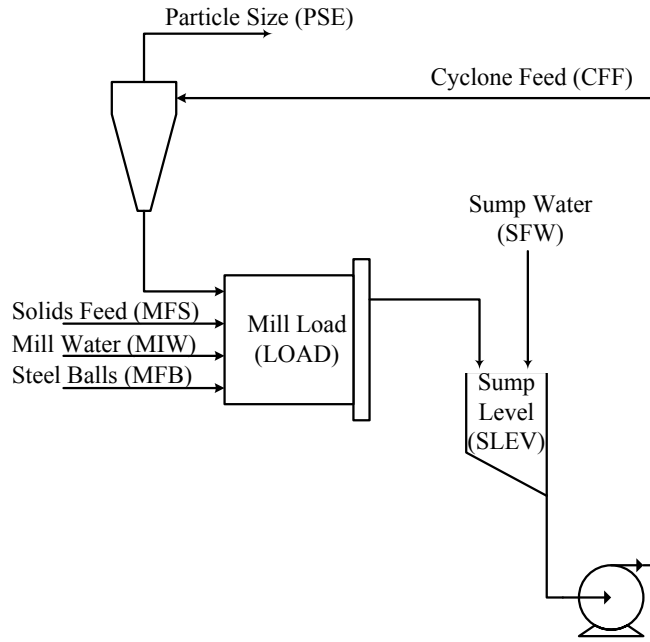 Particle Size (PSE)
Cyclone Feed (CFF)
Sump Water
(SFW)
Solids Feed (MFS)
Mill Water (MIW)
Steel Balls (MFB)
Mill Load
(LOAD)
Sump
Level
(SLEV)